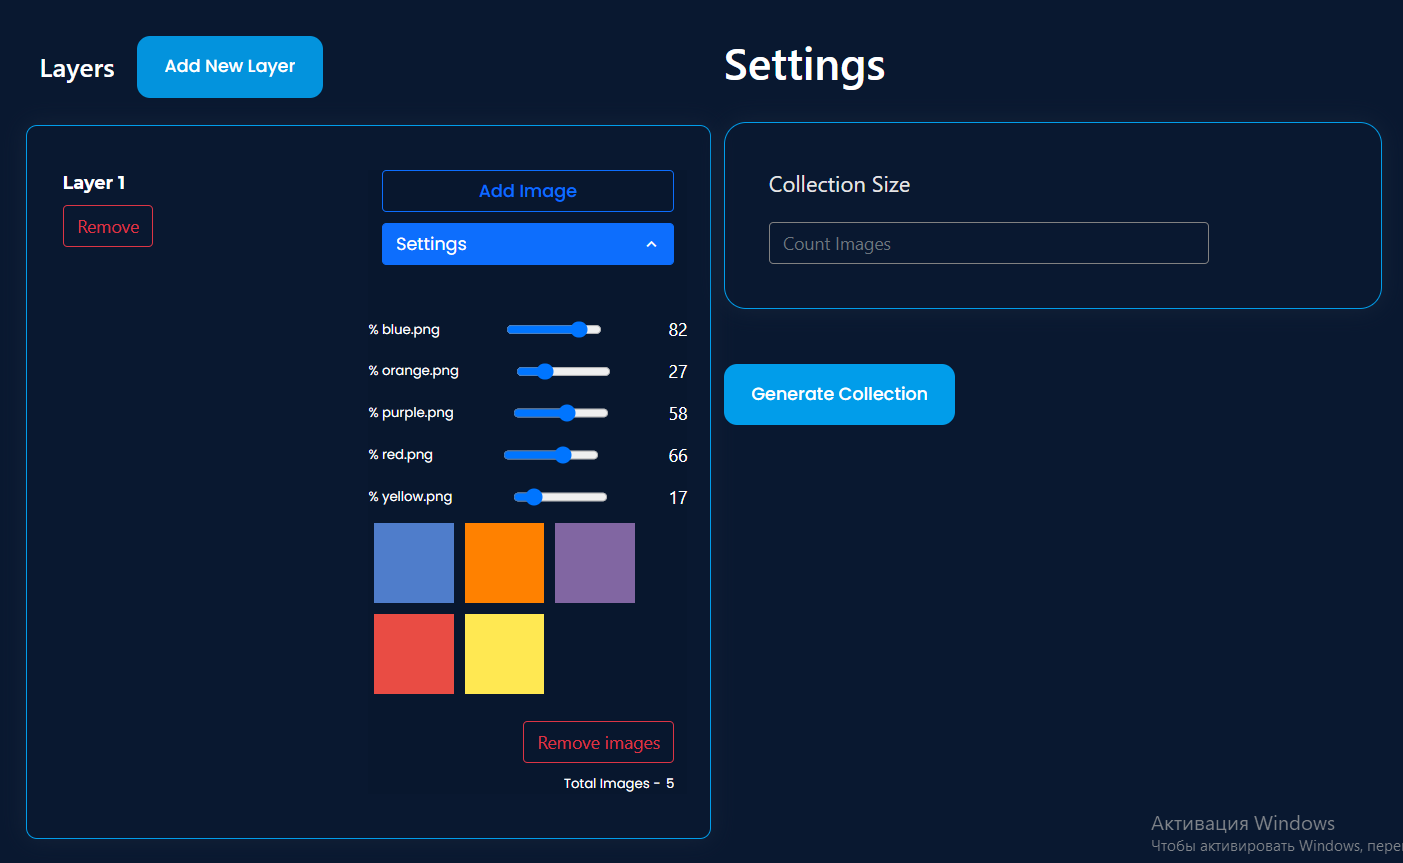 Layers
Add New Layer
Layer 1
Remove
Add Image
Settings
% blue.png 82
% orange.png 27
% purple.png 58
% red.png 66
% yellow.png 17
Remove images
Total Images - 5
Settings
Collection Size
Count Images
Generate Collection
Активация Windows
Чтобы активировать Windows,